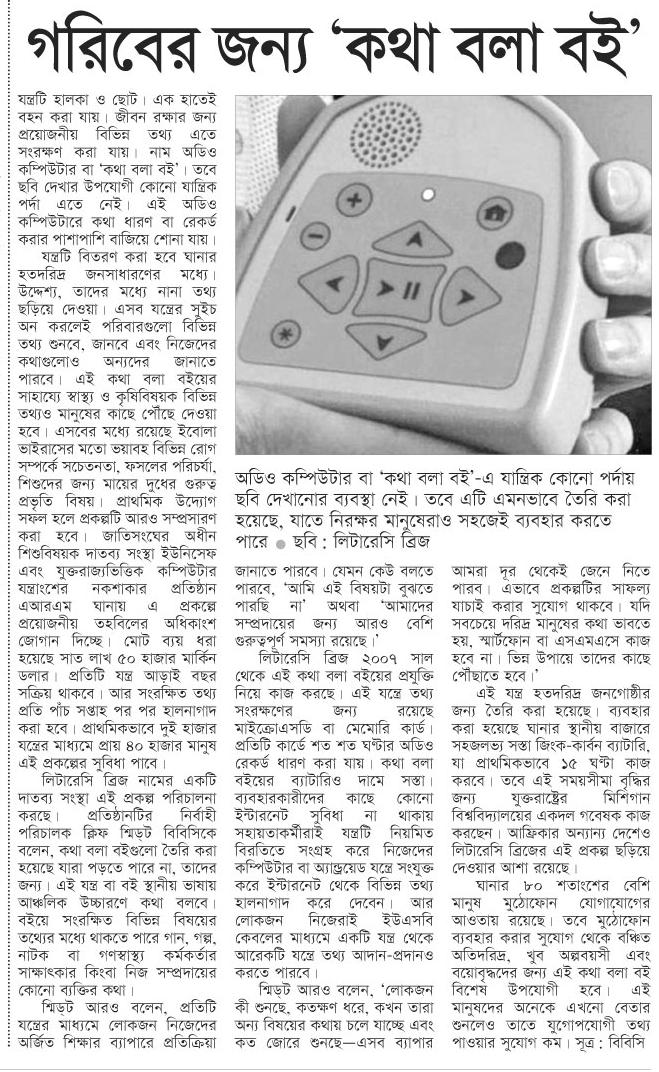 গরিবের জন্য ‘কথা বলা বই’
যন্ত্রটি হালকা ও ছোট। এক হাতেই
বহন করা যায়। জীবন রক্ষার জন্য
প্রয়োজনীয় বিভিন্ন তথ্য এতে
সংরক্ষণ করা যায়। নাম অডিও
কম্পিউটার বা ‘কথা বলা বই’। তবে
ছবি দেখার উপযোগী কোনো যান্ত্রিক
পর্দা এতে নেই। এই অডিও
কম্পিউটারে কথা ধারণ বা রেকর্ড
করার পাশাপাশি বাজিয়ে শোনা যায়।
যন্ত্রটি বিতরণ করা হবে ঘানার
হতদরিদ্র জনসাধারণের মধ্যে।
উদ্দেশ্য, তাদের মধ্যে নানা তথ্য
ছড়িয়ে দেওয়া। এসব যন্ত্রের সুইচ
অন করলেই পরিবারগুলো বিভিন্ন
তথ্য শুনবে, জানবে এবং নিজেদের
কথাগুলোও অন্যদের জানাতে
পারবে। এই কথা বলা বইয়ের
সাহায্যে স্বাস্থ্য ও কৃষিবিষয়ক বিভিন্ন
তথ্যও মানুষের কাছে পৌঁছে দেওয়া
হবে। এসবের মধ্যে রয়েছে ইবোলা
ভাইরাসের মতো ভয়াবহ বিভিন্ন রোগ
সম্পর্কে সচেতনতা, ফসলের পরিচর্যা,
শিশুদের জন্য মায়ের দুধের গুরুত্ব
প্রভৃতি বিষয়। প্রাথমিক উদ্যোগ
সফল হলে প্রকল্পটি আরও সম্প্রসারণ
করা হবে। জাতিসংঘের অধীন
শিশুবিষয়ক দাতব্য সংস্থা ইউনিসেফ
এবং যুক্তরাজ্যভিত্তিক কম্পিউটার
যন্ত্রাংশের নকশাকার প্রতিষ্ঠান
এআরএম ঘানায় এ প্রকল্পে
প্রয়োজনীয় তহবিলের অধিকাংশ
জোগান দিচ্ছে। মোট ব্যয় ধরা
হয়েছে সাত লাখ ৫০ হাজার মার্কিন
ডলার। প্রতিটি যন্ত্র আড়াই বছর
সক্রিয় থাকবে। আর সংরক্ষিত তথ্য
প্রতি পাঁচ সপ্তাহ পর পর হালনাগাদ
করা হবে। প্রাথমিকভাবে দুই হাজার
যন্ত্রের মাধ্যমে প্রায় ৪০ হাজার মানুষ
এই প্রকল্পের সুবিধা পাবে।
লিটারেসি ব্রিজ নামের একটি
দাতব্য সংস্থা এই প্রকল্প পরিচালনা
করছে। প্রতিষ্ঠানটির নির্বাহী
পরিচালক ক্লিফ শ্মিড্ট বিবিসিকে
বলেন, কথা বলা বইগুলো তৈরি করা
হয়েছে যারা পড়তে পারে না, তাদের
জন্য। এই যন্ত্র বা বই স্থানীয় ভাষায়
আঞ্চলিক উচ্চারণে কথা বলবে।
বইয়ে সংরক্ষিত বিভিন্ন বিষয়ের
তথ্যের মধ্যে থাকতে পারে গান, গল্প,
নাটক বা গণস্বাস্থ্য কর্মকর্তার
সাক্ষাৎকার কিংবা নিজ সম্প্রদায়ের
কোনো ব্যক্তির কথা।
শ্মিড্ট আরও বলেন, প্রতিটি
যন্ত্রের মাধ্যমে লোকজন নিজেদের
অর্জিত শিক্ষার ব্যাপারে প্রতিক্রিয়া
অডিও কম্পিউটার বা ‘কথা বলা বই’-এ যান্ত্রিক কোনো পর্দায়
ছবি দেখানোর ব্যবস্থা নেই। তবে এটি এমনভাবে তৈরি করা
হয়েছে, যাতে নিরক্ষর মানুষেরাও সহজেই ব্যবহার করতে
পারে ● ছবি : লিটারেসি ব্রিজ
জানাতে পারবে। যেমন কেউ বলতে
পারবে, ‘আমি এই বিষয়টা বুঝতে
পারছি না’ অথবা ‘আমাদের
সম্প্রদায়ের জন্য আরও বেশি
গুরুত্বপূর্ণ সমস্যা রয়েছে।’
লিটারেসি ব্রিজ ২০০৭ সাল
থেকে এই কথা বলা বইয়ের প্রযুক্তি
নিয়ে কাজ করছে। এই যন্ত্রে তথ্য
সংরক্ষণের জন্য রয়েছে
মাইক্রোএসডি বা মেমোরি কার্ড।
প্রতিটি কার্ডে শত শত ঘণ্টার অডিও
রেকর্ড ধারণ করা যায়। কথা বলা
বইয়ের ব্যাটারিও দামে সস্তা।
ব্যবহারকারীদের কাছে কোনো
ইন্টারনেট সুবিধা না থাকায়
সহায়তাকর্মীরাই যন্ত্রটি নিয়মিত
বিরতিতে সংগ্রহ করে নিজেদের
কম্পিউটার বা অ্যান্ড্রয়েড যন্ত্রে সংযুক্ত
করে ইন্টারনেট থেকে বিভিন্ন তথ্য
হালনাগাদ করে দেবেন। আর
লোকজন নিজেরাই ইউএসবি
কেবলের মাধ্যমে একটি যন্ত্র থেকে
আরেকটি যন্ত্রে তথ্য আদান-প্রদানও
করতে পারবে।
শ্মিড্ট আরও বলেন, ‘লোকজন
কী শুনছে, কতক্ষণ ধরে, কখন তারা
অন্য বিষয়ের কথায় চলে যাচ্ছে এবং
কত জোরে শুনছে—এসব ব্যাপার
আমরা দূর থেকেই জেনে নিতে
পারব। এভাবে প্রকল্পটির সাফল্য
যাচাই করার সুযোগ থাকবে। যদি
সবচেয়ে দরিদ্র মানুষের কথা ভাবতে
হয়, স্মার্টফোন বা এসএমএসে কাজ
হবে না। ভিন্ন উপায়ে তাদের কাছে
পৌঁছাতে হবে।’
এই যন্ত্র হতদরিদ্র জনগোষ্ঠীর
জন্য তৈরি করা হয়েছে। ব্যবহার
করা হয়েছে ঘানার স্থানীয় বাজারে
সহজলভ্য সস্তা জিংক-কার্বন ব্যাটারি,
যা প্রাথমিকভাবে ১৫ ঘণ্টা কাজ
করবে। তবে এই সময়সীমা বৃদ্ধির
জন্য যুক্তরাষ্ট্রের মিশিগান
বিশ্ববিদ্যালয়ের একদল গবেষক কাজ
করছেন। আফ্রিকার অন্যান্য দেশেও
লিটারেসি ব্রিজের এই প্রকল্প ছড়িয়ে
দেওয়ার আশা রয়েছে।
ঘানার ৮০ শতাংশের বেশি
মানুষ মুঠোফোন যোগাযোগের
আওতায় রয়েছে। তবে মুঠোফোন
ব্যবহার করার সুযোগ থেকে বঞ্চিত
অতিদরিদ্র, খুব অল্পবয়সী এবং
বয়োবৃদ্ধদের জন্য এই কথা বলা বই
বিশেষ উপযোগী হবে। এই
মানুষদের অনেকে এখনো বেতার
শুনলেও তাতে যুগোপযোগী তথ্য
পাওয়ার সুযোগ কম। সূত্র : বিবিসি